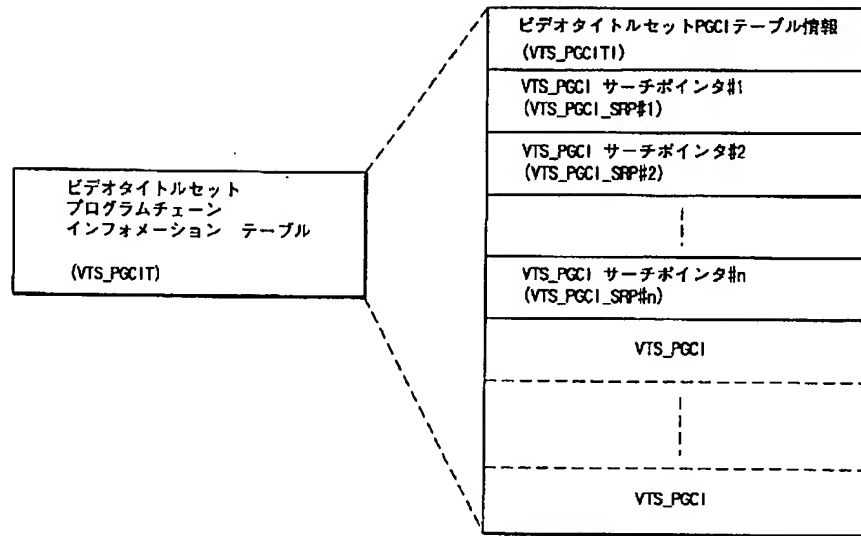 ビデオタイトルセットPGCIテーブル情報
(VTS_PGCITI)
VTS_PGCI サーチポインタ#1
(VTS_PGCI_SRP#1)
VTS_PGCI サーチポインタ#2
(VTS_PGCI_SRP#2)
VTS_PGCI サーチポインタ#n
(VTS_PGCI_SRP#n)
VTS_PGCI
VTS_PGCI
ビデオタイトルセット
プログラムチェーン
インフォメーション テーブル
(VTS_PGCIT)